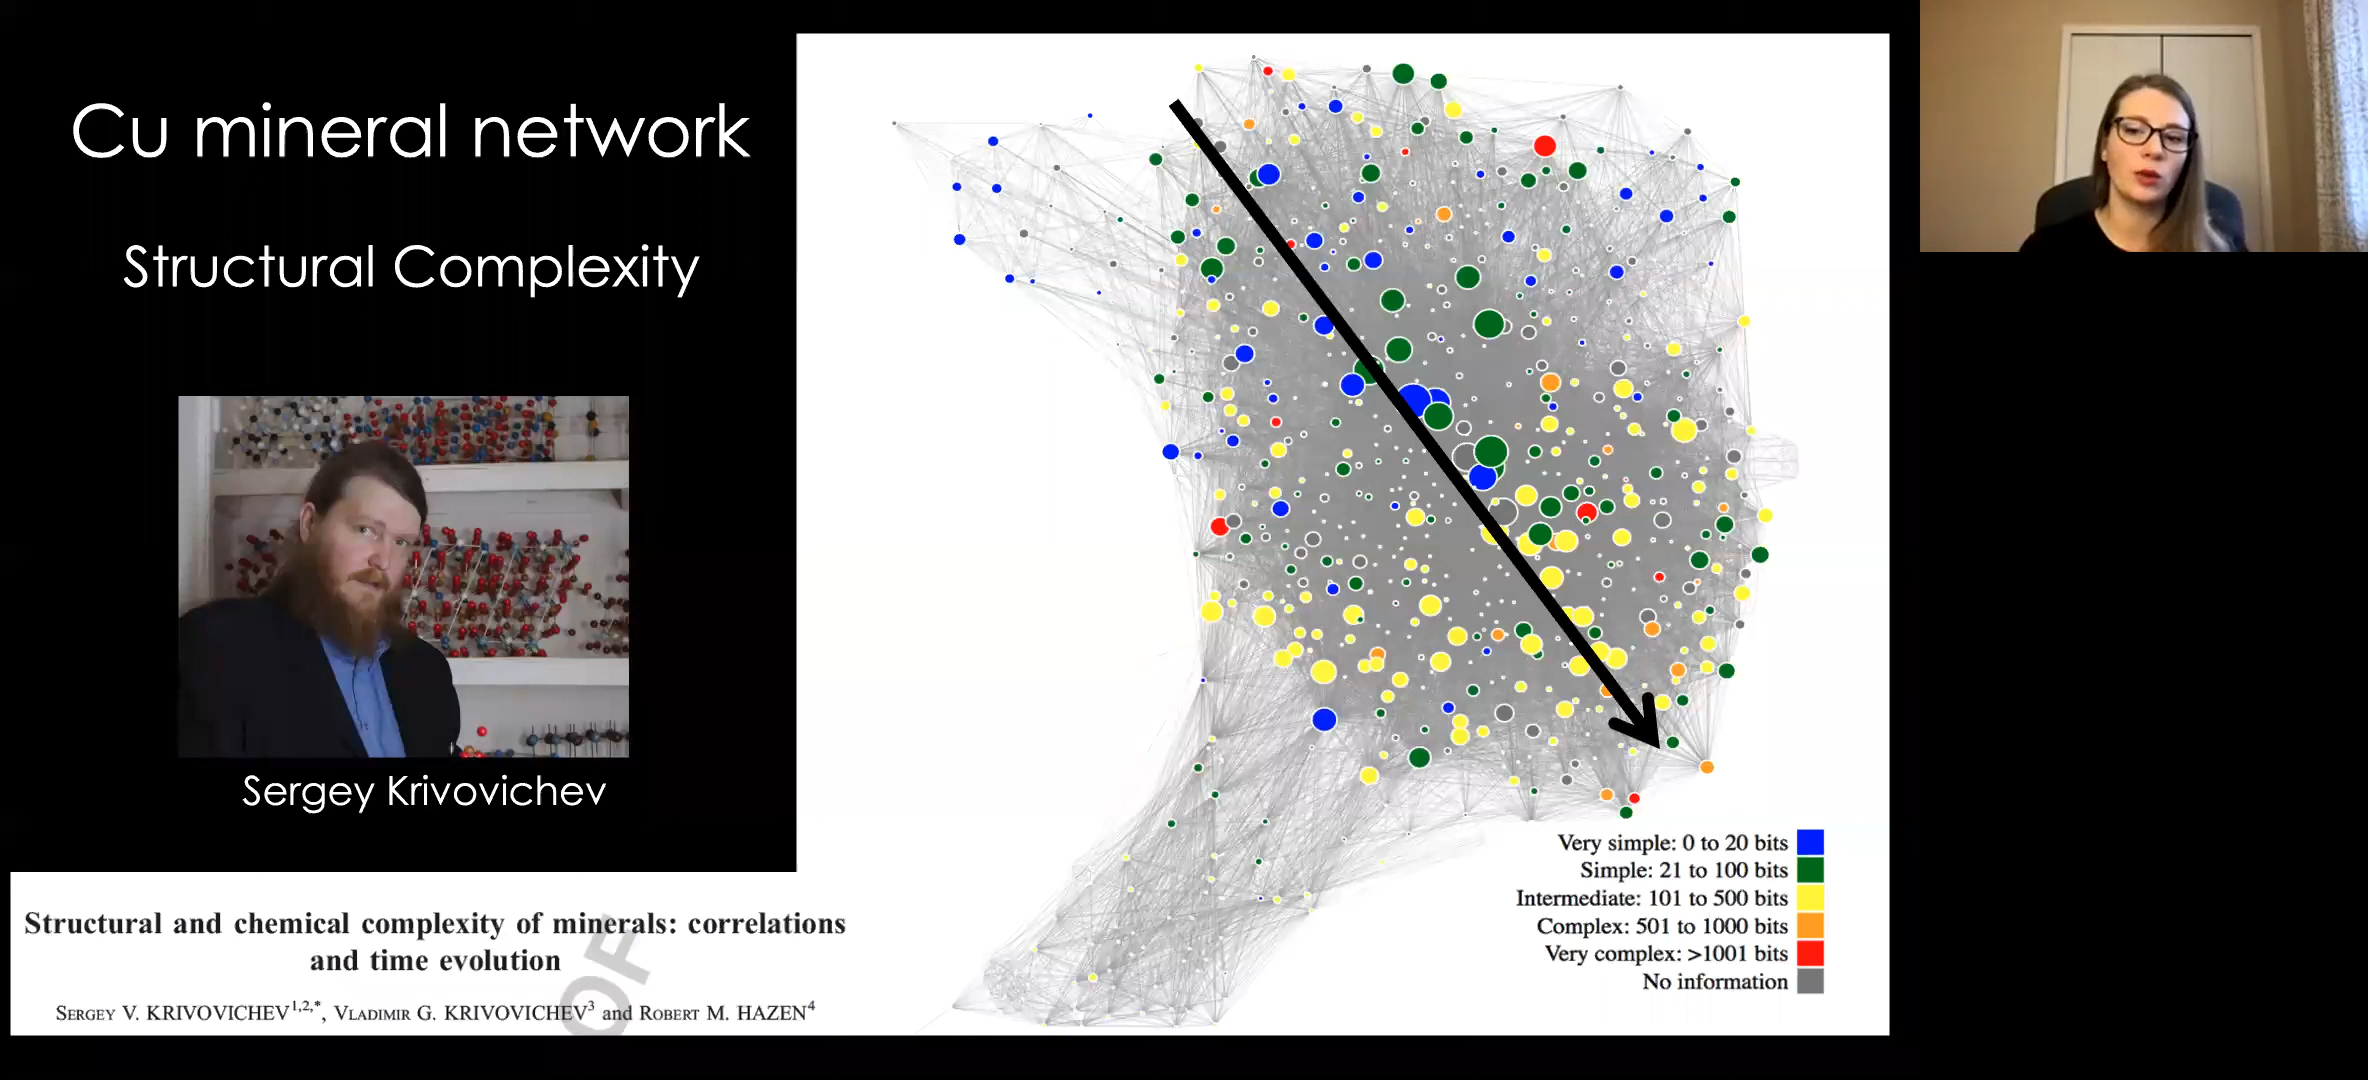 Cu mineral network
Structural Complexity
Sergey Krivovichev
Structural and chemical complexity of minerals: correlations
and time evolution
SERGEY V. KRIVOVICHEV1,2,*, VLADIMIR G. KRIVOVICHEV3 and ROBERT M. HAZEN4
OF
Very simple: 0 to 20 bits
Simple: 21 to 100 bits
Intermediate: 101 to 500 bits
Complex: 501 to 1000 bits
Very complex: >1001 bits
No information